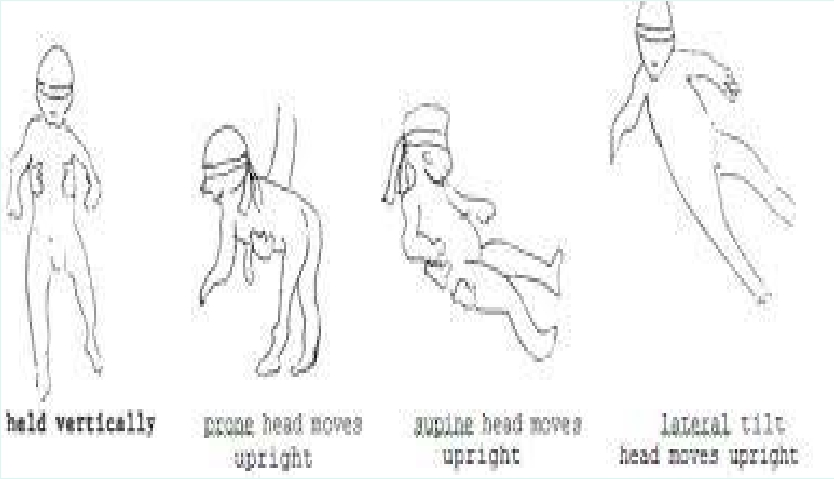 held vertically
prone head moves
upright
supine head moves
upright
lateral tilt
head moves upright